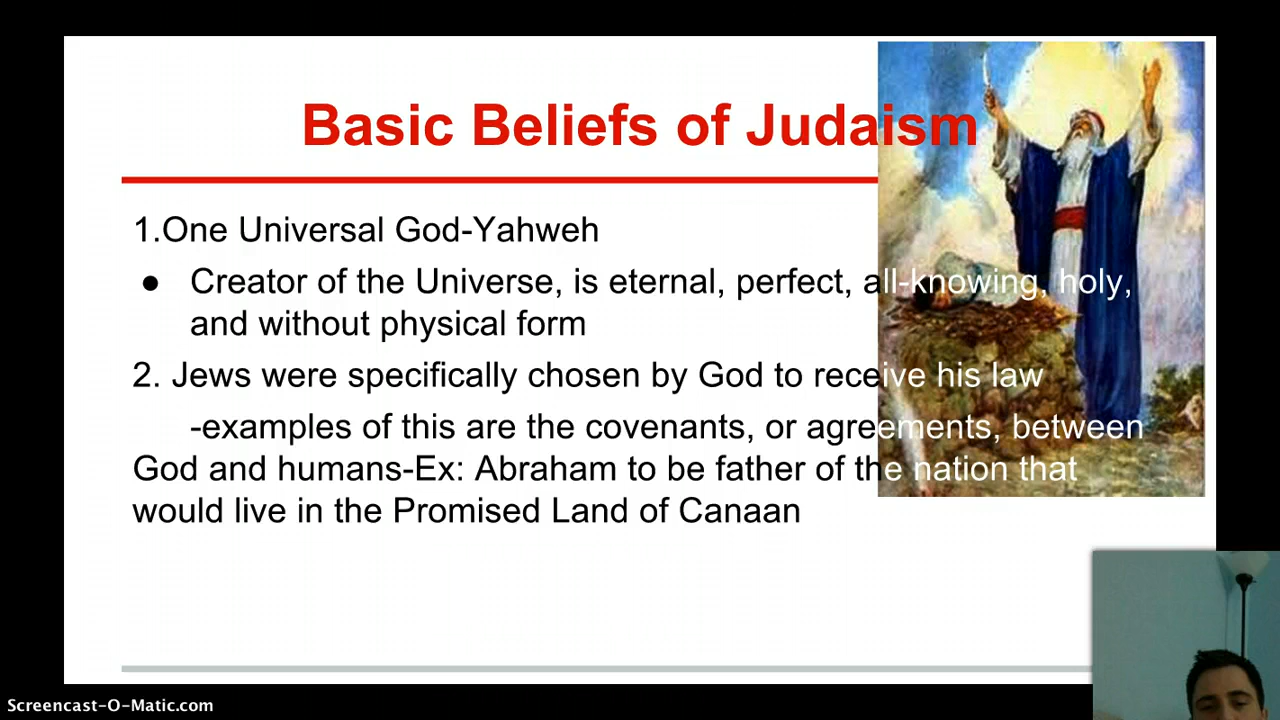 Basic Beliefs of Judaism
1.One Universal God-Yahweh
● Creator of the Universe, is eternal, perfect, all-knowing, holy,
and without physical form
2. Jews were specifically chosen by God to receive his law
-examples of this are the covenants, or agreements, between
God and humans-Ex: Abraham to be father of the nation that
would live in the Promised Land of Canaan
Screencast-O-Matic.com